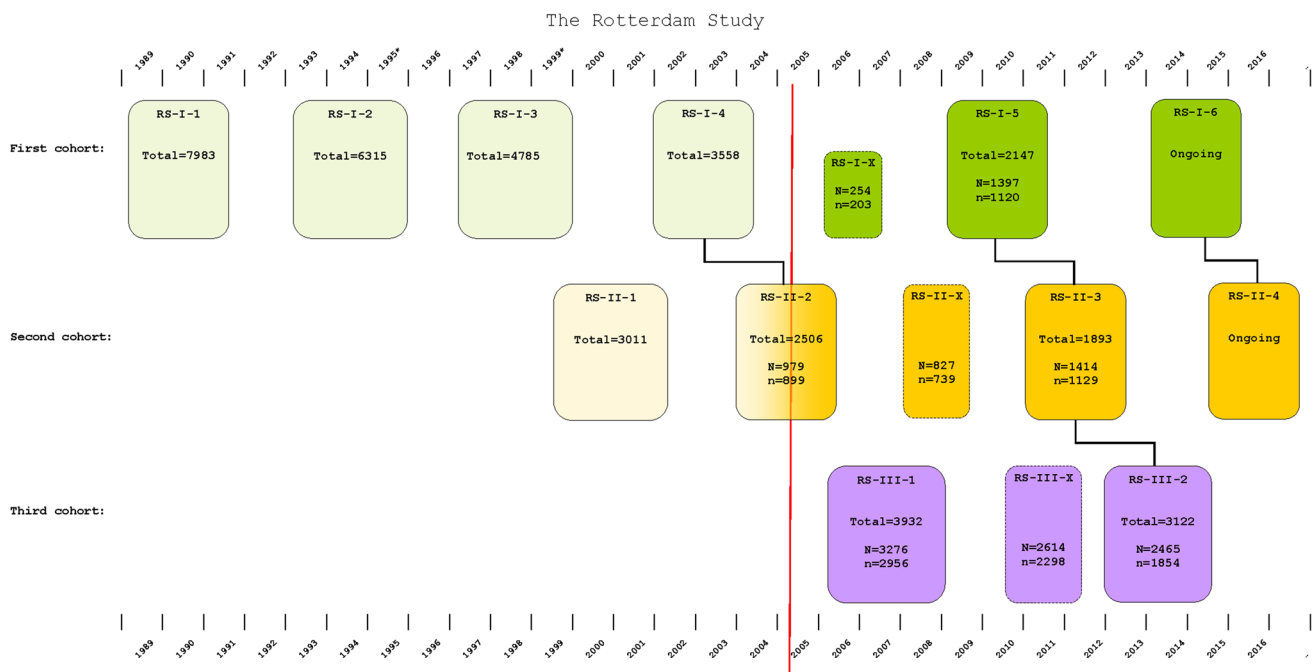 The Rotterdam Study
1989 1990 1991 1992 1993 1994 1995# 1996 1997 1998 1999# 2000 2001 2002 2003 2004 2005 2006 2007 2008 2009 2010 2011 2012 2013 2014 2015 2016
First cohort:
RS-I-1
Total=7983
RS-I-2
Total=6315
RS-I-3
Total=4785
RS-I-4
Total=3558
RS-I-X
N=254
n=203
RS-I-5
Total=2147
N=1397
n=1120
RS-I-6
Ongoing
Second cohort:
RS-II-1
Total=3011
RS-II-2
Total=2506
N=979
n=899
RS-II-X
N=827
n=739
RS-II-3
Total=1893
N=1414
n=1129
RS-II-4
Ongoing
Third cohort:
RS-III-1
Total=3932
N=3276
n=2956
RS-III-X
N=2614
n=2298
RS-III-2
Total=3122
N=2465
n=1854
1989 1990 1991 1992 1993 1994 1995 1996 1997 1998 1999 2000 2001 2002 2003 2004 2005 2006 2007 2008 2009 2010 2011 2012 2013 2014 2015 2016